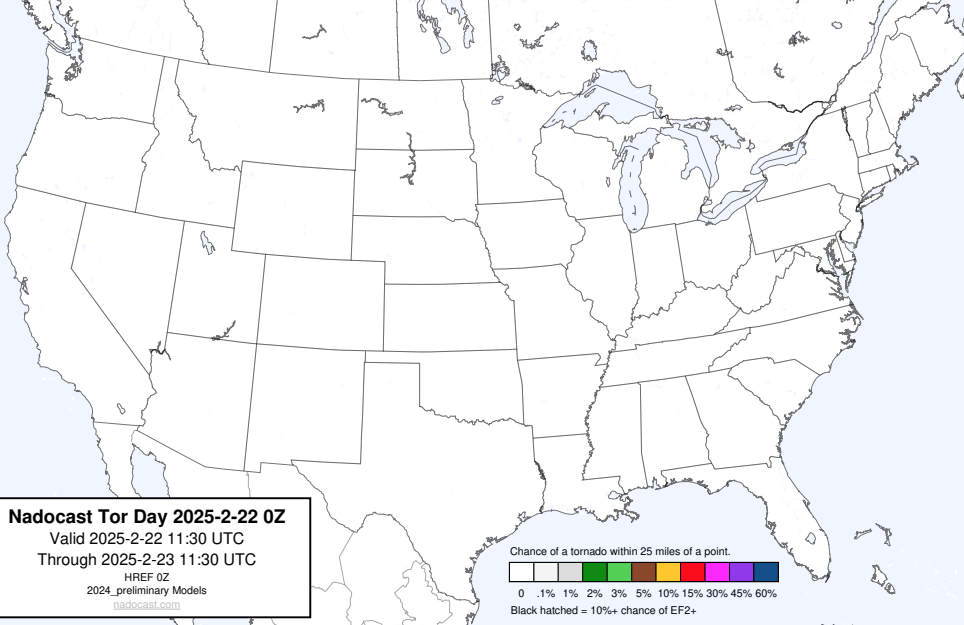 Nadocast Tor Day 2025-2-22 0Z
Valid 2025-2-22 11:30 UTC
Through 2025-2-23 11:30 UTC
HREF 0Z
2024_preliminary Models
nadocast.com
Chance of a tornado within 25 miles of a point.
0 .1% 1% 2% 3% 5% 10% 15% 30% 45% 60%
Black hatched = 10%+ chance of EF2+